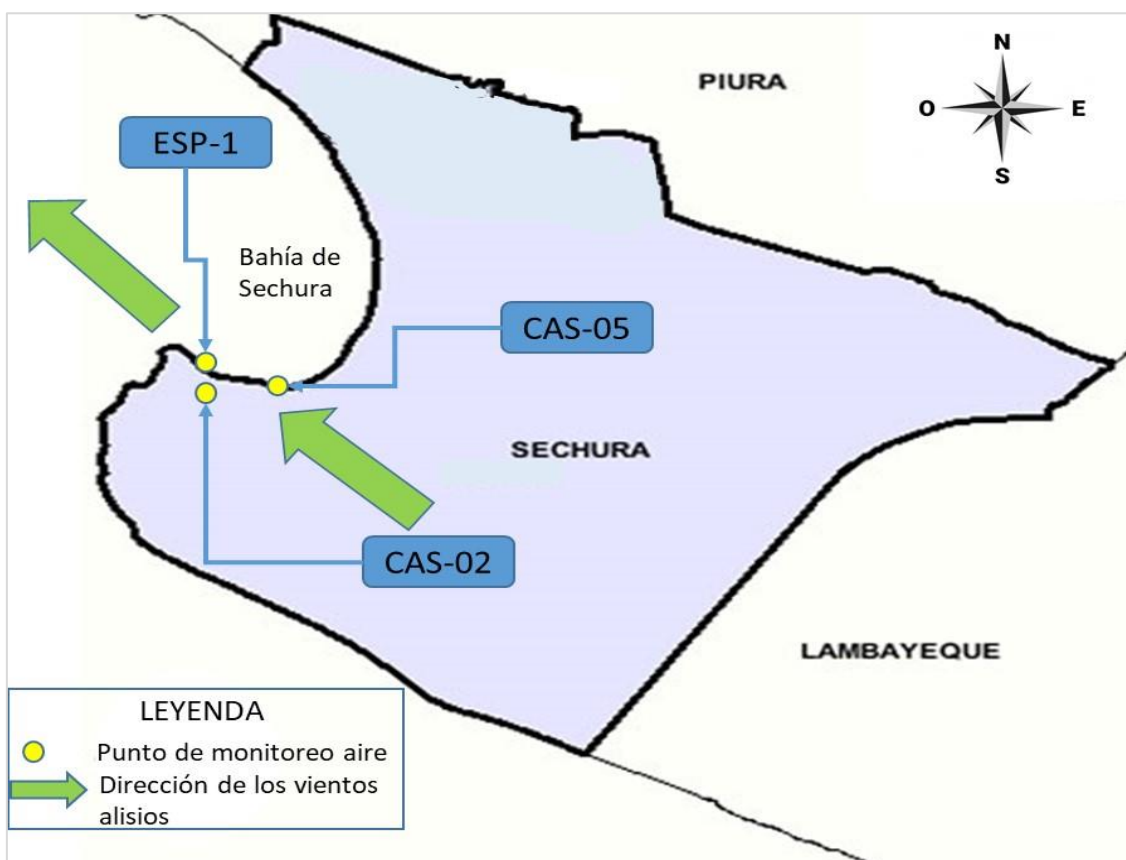 N
PIURA
O
E
S
ESP-1
Bahía de
Sechura
CAS-05
SECHURA
CAS-02
LAMBAYEQUE
LEYENDA
Punto de monitoreo aire
Dirección de los vientos
alisios